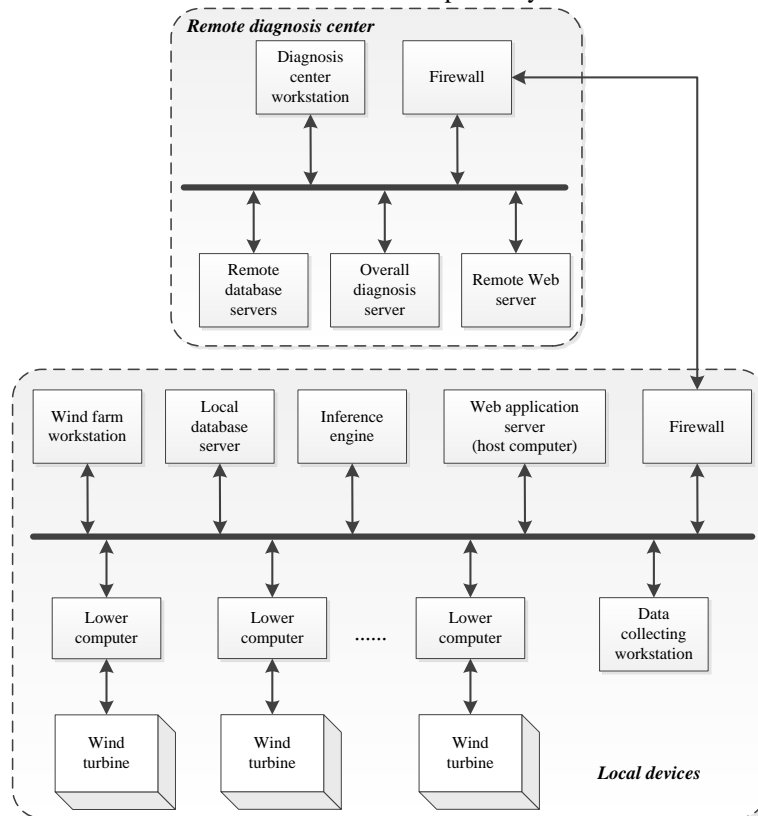 Remote diagnosis center
Diagnosis
center
workstation
Firewall
Remote
database
servers
Overall
diagnosis
server
Remote Web
server
Wind farm
workstation
Local
database
server
Inference
engine
Web application
server
(host computer)
Firewall
Lower
computer
Lower
computer
......
Lower
computer
Data
collecting
workstation
Wind
turbine
Wind
turbine
Wind
turbine
Local devices